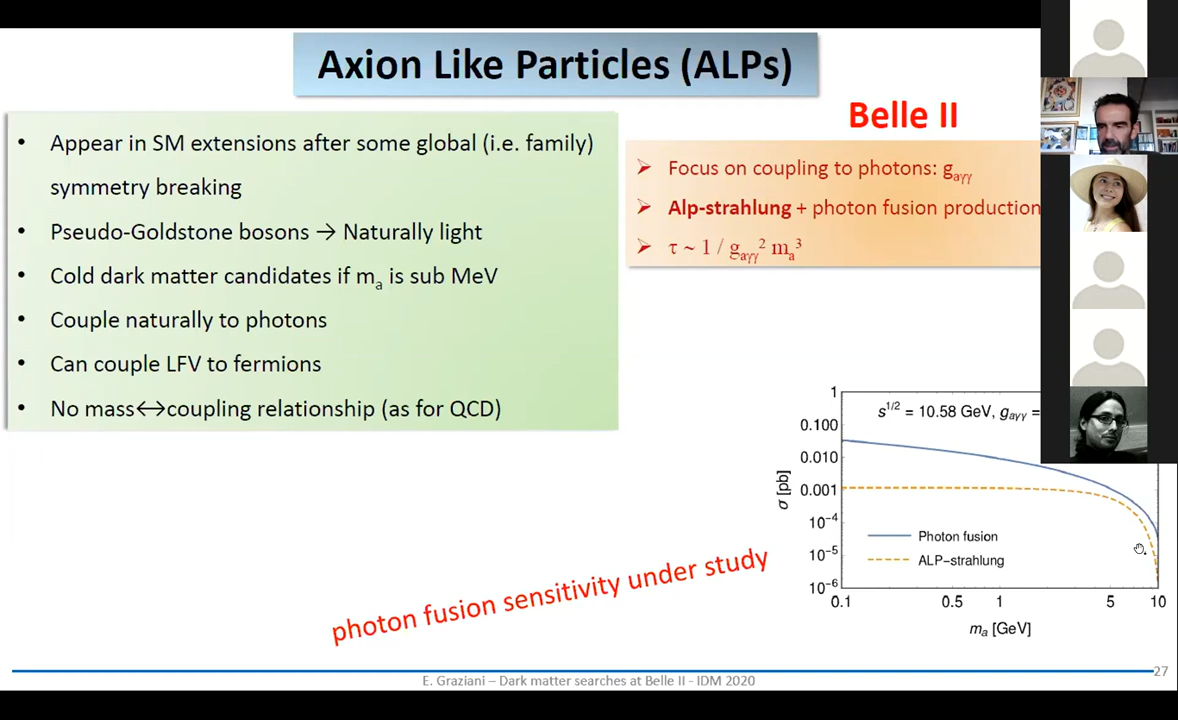 Axion Like Particles (ALPs)
Belle II
• Appear in SM extensions after some global (i.e. family)
symmetry breaking
• Pseudo-Goldstone bosons → Naturally light
• Cold dark matter candidates if mₐ is sub MeV
• Couple naturally to photons
• Can couple LFV to fermions
• No mass↔coupling relationship (as for QCD)
➢ Focus on coupling to photons: g_aγγ
➢ Alp-strahlung + photon fusion production
➢ τ ~ 1 / g_aγγ² mₐ³
s^1/2 = 10.58 GeV, g_aγγ =
1
0.100
0.010
0.001
10⁻⁴
10⁻⁵
10⁻⁶
σ [pb]
Photon fusion
ALP−strahlung
0.1 0.5 1 5 10
mₐ [GeV]
photon fusion sensitivity under study
E. Graziani – Dark matter searches at Belle II - IDM 2020
27